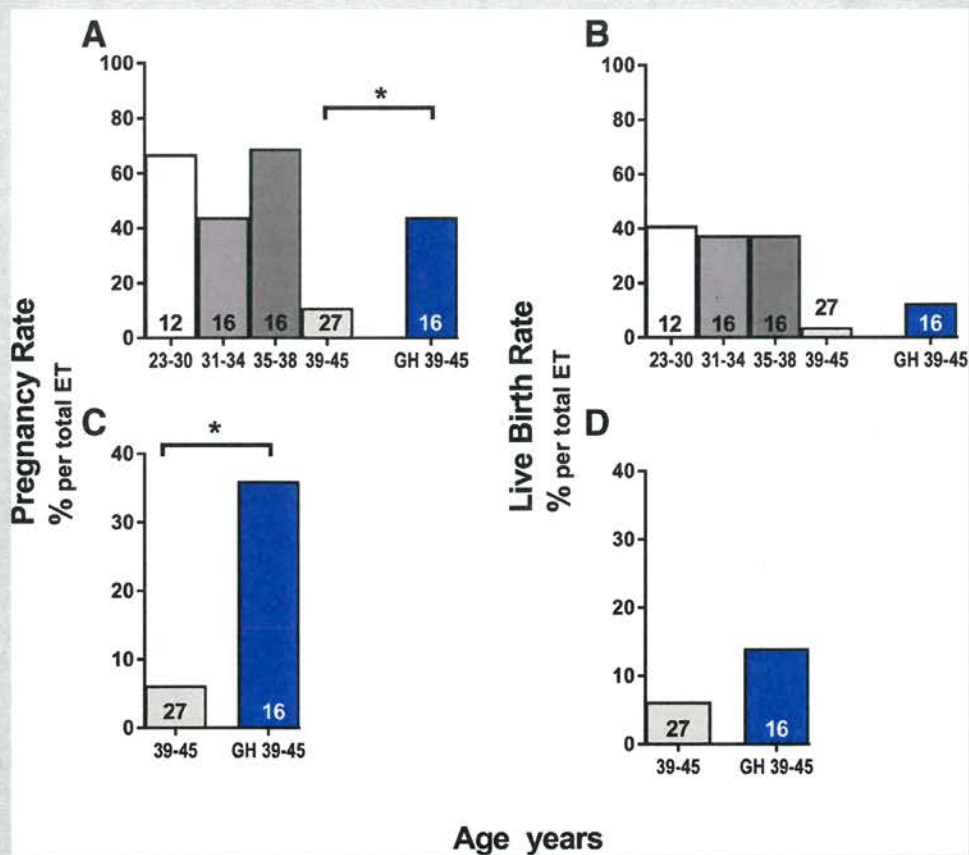 A
100
80
60
40
20
0
*
12
16
16
27
16
23-30 31-34 35-38 39-45 GH 39-45
B
100
80
60
40
20
0
12
16
16
27
16
23-30 31-34 35-38 39-45 GH 39-45
Pregnancy Rate
% per total ET
Live Birth Rate
% per total ET
C
40
30
20
10
0
*
27
16
39-45 GH 39-45
D
40
30
20
10
0
27
16
39-45 GH 39-45
Age years